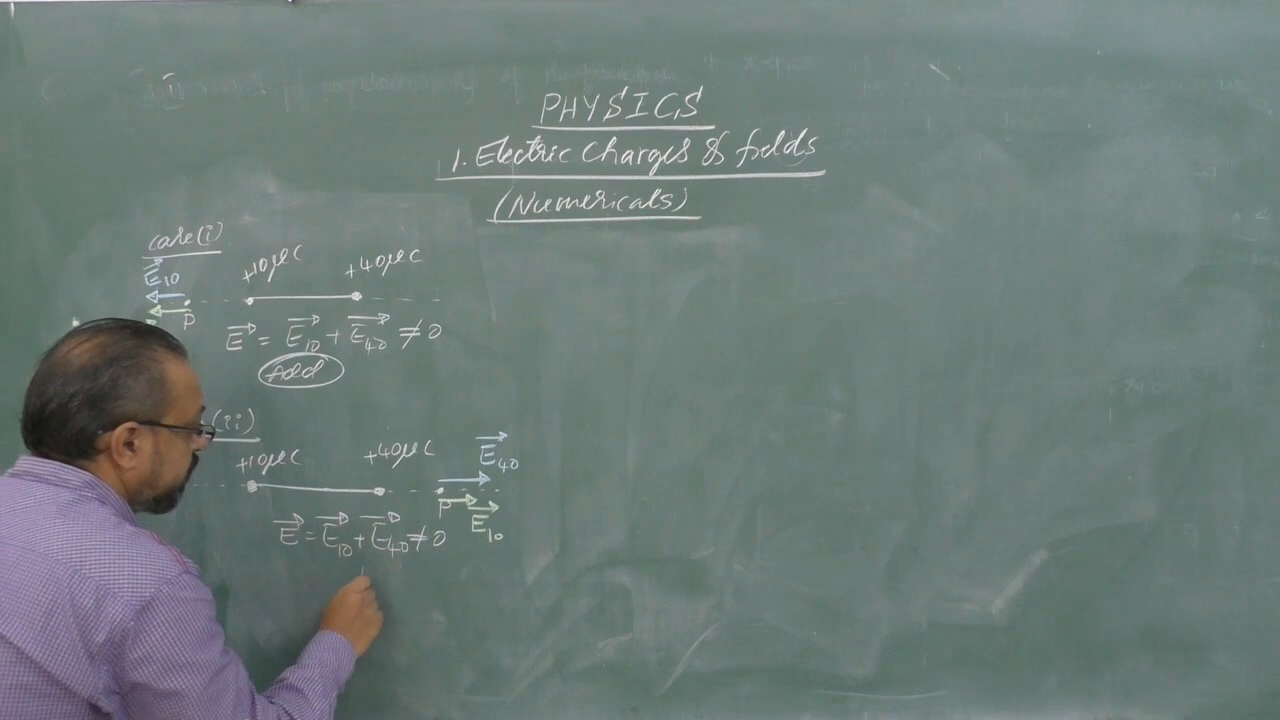 PHYSICS
1. Electric Charges & fields
(Numericals)
case(i)
E10
+10μC +40μC
P
E = E10 + E40 ≠ 0
Add
(ii)
+10μC +40μC
E40
P
E10
E = E10 + E40 ≠ 0